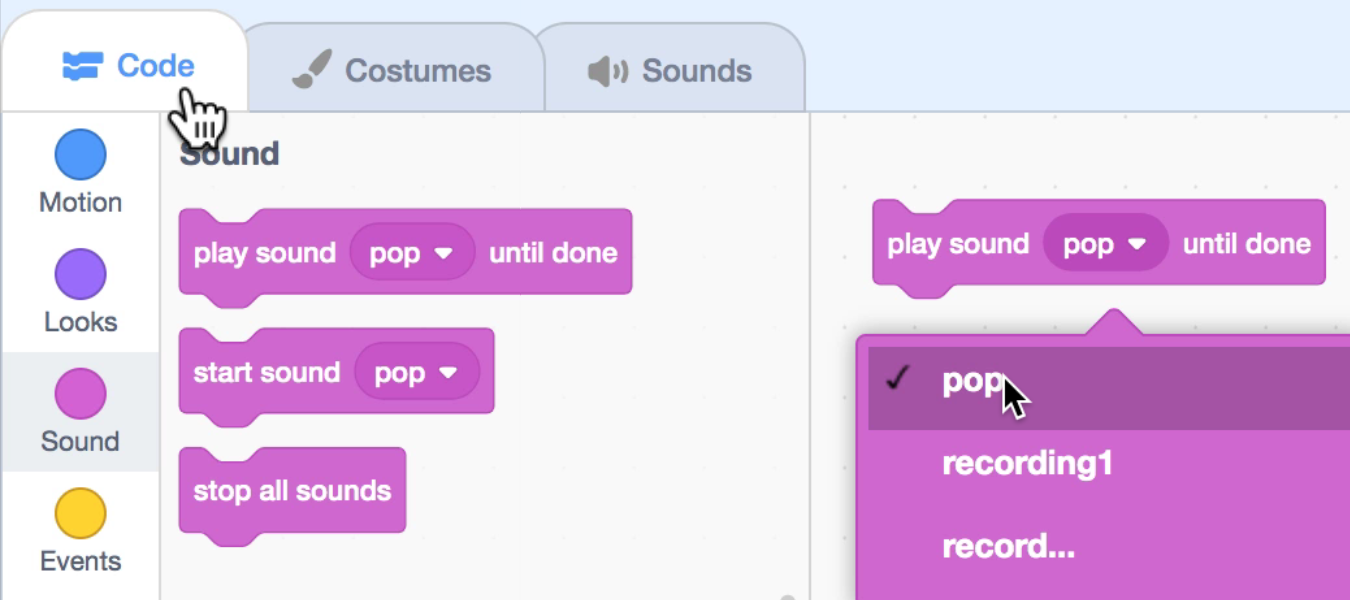 Code
Costumes
Sounds
Motion
Looks
Sound
Events
Sound
play sound pop until done
start sound pop
stop all sounds
play sound pop until done
✓ pop
recording1
record...